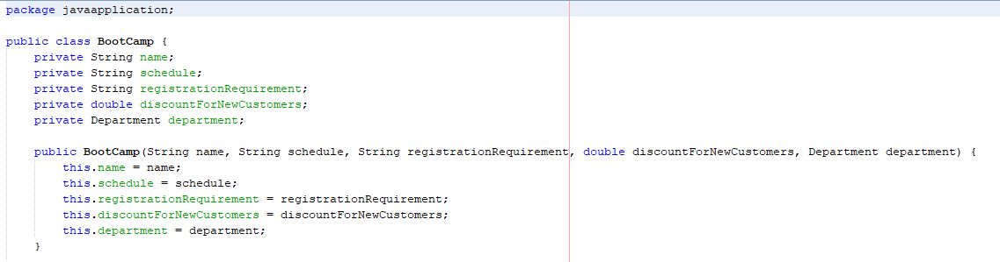 package javaapplication;
public class BootCamp {
private String name;
private String schedule;
private String registrationRequirement;
private double discountForNewCustomers;
private Department department;
public BootCamp(String name, String schedule, String registrationRequirement, double discountForNewCustomers, Department department) {
this.name = name;
this.schedule = schedule;
this.registrationRequirement = registrationRequirement;
this.discountForNewCustomers = discountForNewCustomers;
this.department = department;
}